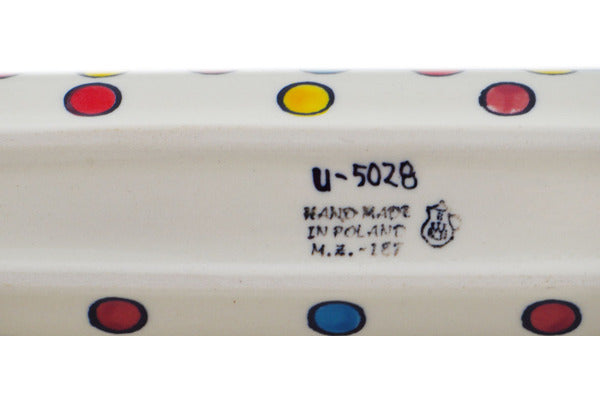 U-5028
HAND MADE
IN POLAND
M.Z.-187